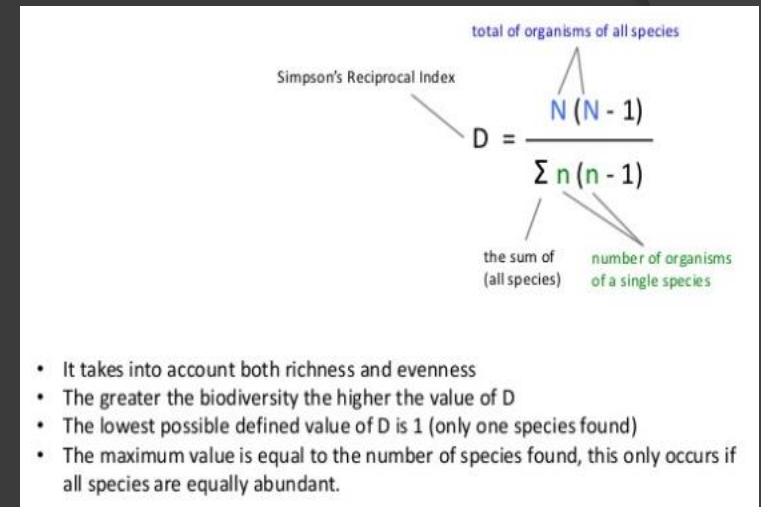 total of organisms of all species
Simpson's Reciprocal Index
N (N - 1)
D =
Σ n (n - 1)
the sum of
(all species)
number of organisms
of a single species
• It takes into account both richness and evenness
• The greater the biodiversity the higher the value of D
• The lowest possible defined value of D is 1 (only one species found)
• The maximum value is equal to the number of species found, this only occurs if
all species are equally abundant.